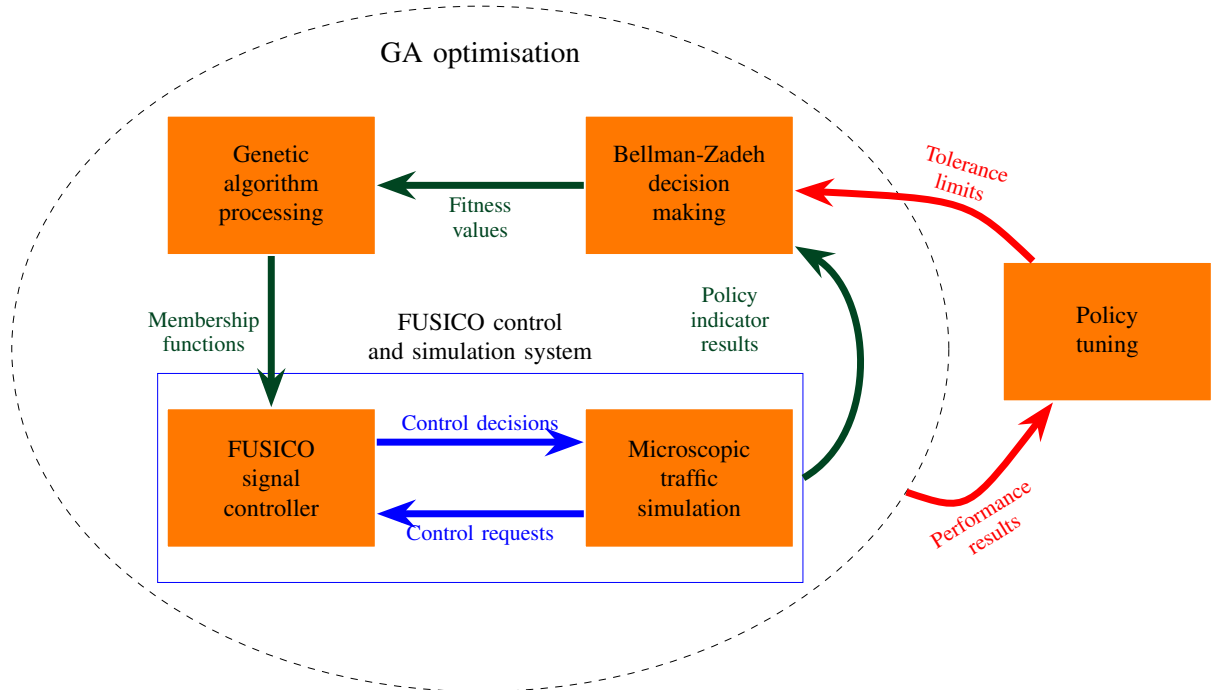 GA optimisation
Genetic
algorithm
processing
Bellman-Zadeh
decision
making
Fitness
values
Tolerance
limits
Membership
functions
FUSICO control
and simulation system
Policy
indicator
results
Policy
tuning
FUSICO
signal
controller
Control decisions
Control requests
Microscopic
traffic
simulation
Performance
results